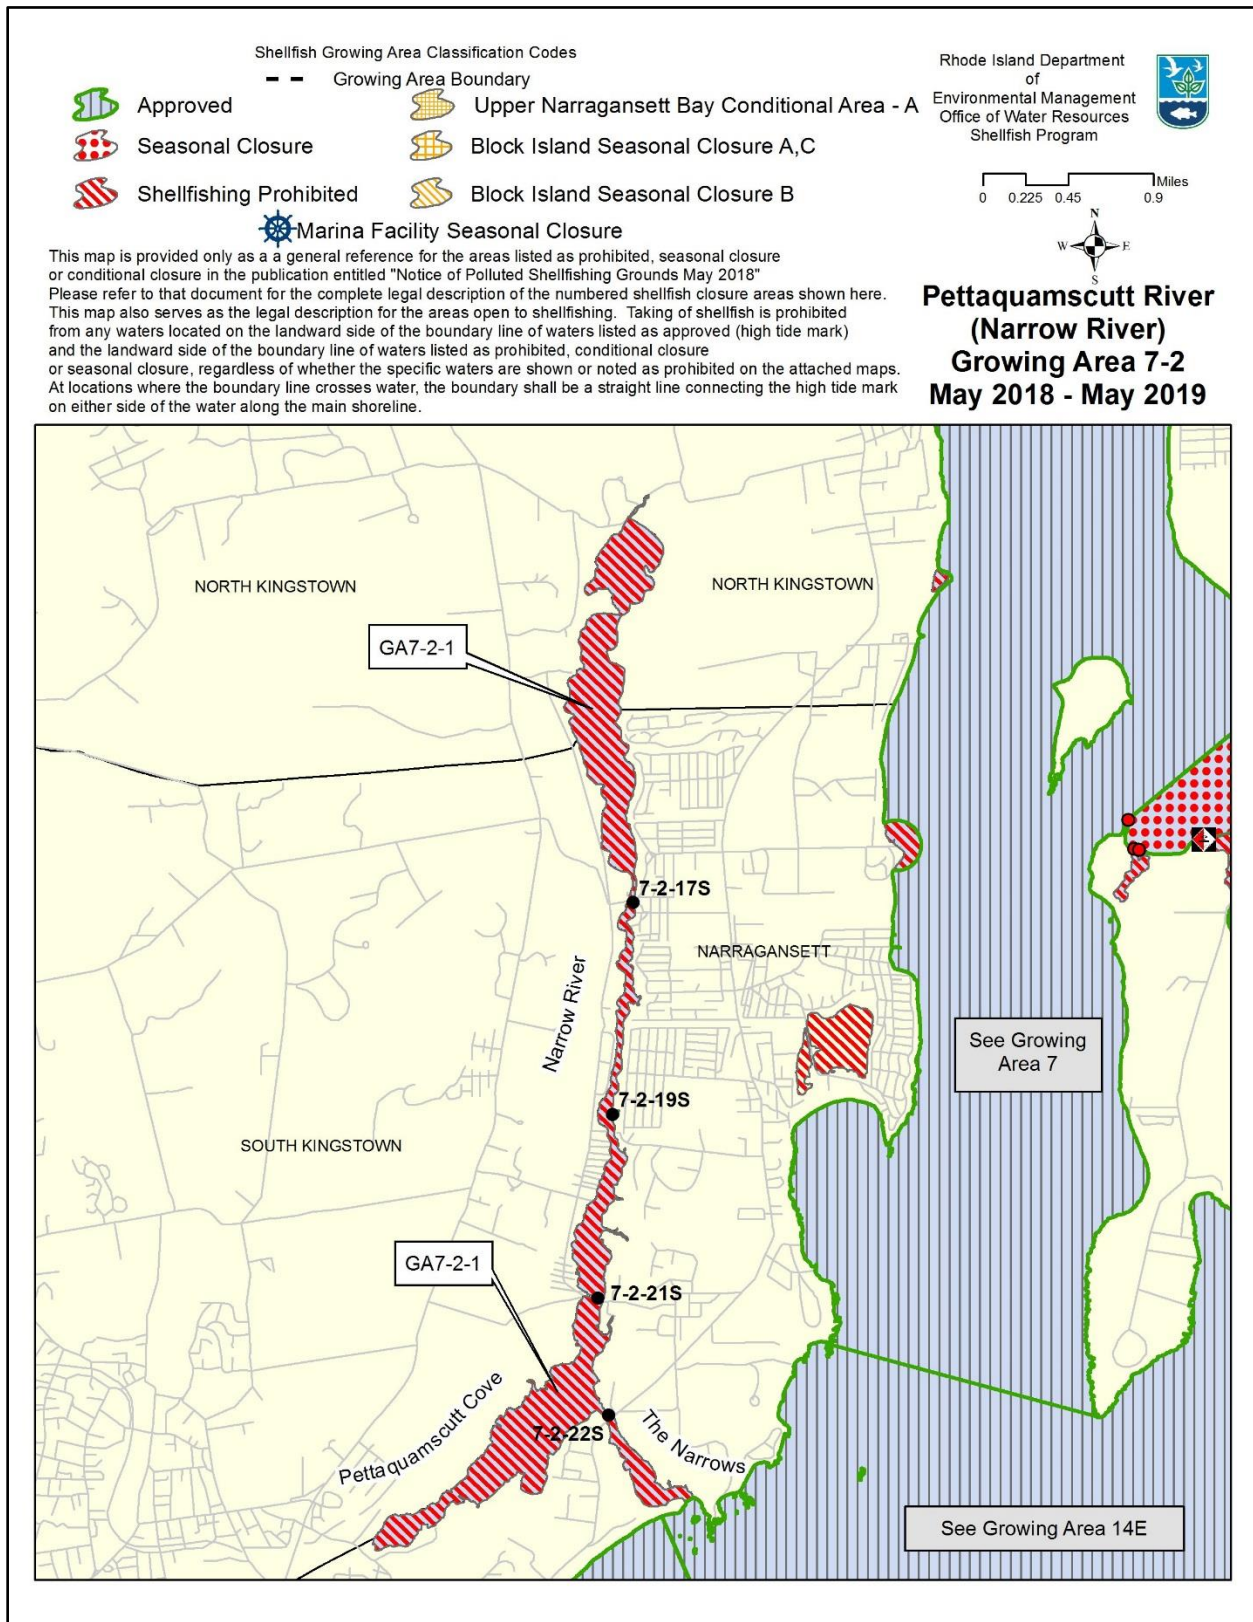 Shellfish Growing Area Classification Codes
Growing Area Boundary
Approved
Upper Narragansett Bay Conditional Area - A
Seasonal Closure
Block Island Seasonal Closure A,C
Shellfishing Prohibited
Block Island Seasonal Closure B
Marina Facility Seasonal Closure
Rhode Island Department
of
Environmental Management
Office of Water Resources
Shellfish Program
Miles
0 0.225 0.45 0.9
N
W E
S
This map is provided only as a a general reference for the areas listed as prohibited, seasonal closure
or conditional closure in the publication entitled "Notice of Polluted Shellfishing Grounds May 2018"
Please refer to that document for the complete legal description of the numbered shellfish closure areas shown here.
This map also serves as the legal description for the areas open to shellfishing. Taking of shellfish is prohibited
from any waters located on the landward side of the boundary line of waters listed as approved (high tide mark)
and the landward side of the boundary line of waters listed as prohibited, conditional closure
or seasonal closure, regardless of whether the specific waters are shown or noted as prohibited on the attached maps.
At locations where the boundary line crosses water, the boundary shall be a straight line connecting the high tide mark
on either side of the water along the main shoreline.
Pettaquamscutt River
(Narrow River)
Growing Area 7-2
May 2018 - May 2019
NORTH KINGSTOWN
NORTH KINGSTOWN
GA7-2-1
7-2-17S
NARRAGANSETT
Narrow River
See Growing
Area 7
7-2-19S
SOUTH KINGSTOWN
GA7-2-1
7-2-21S
7-2-22S
The Narrows
Pettaquamscutt Cove
See Growing Area 14E